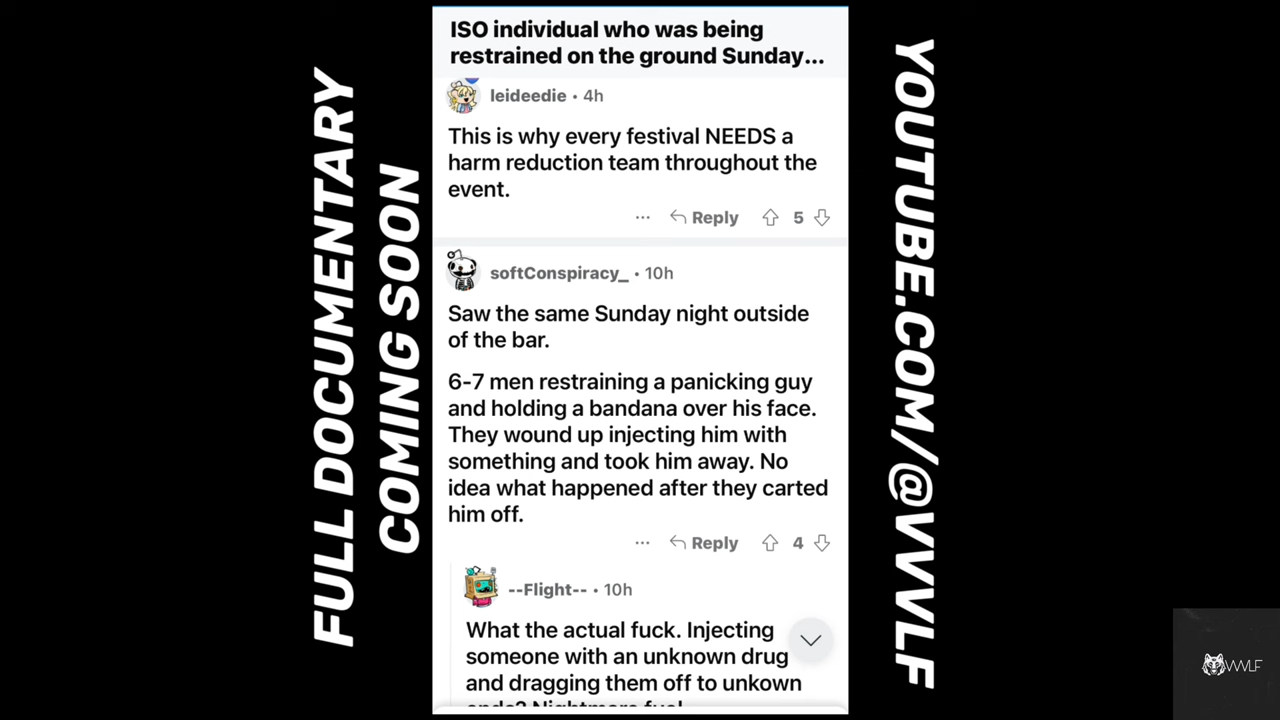 FULL DOCUMENTARY
COMING SOON
ISO individual who was being
restrained on the ground Sunday...
leideedie • 4h
This is why every festival NEEDS a
harm reduction team throughout the
event.
... Reply 5
softConspiracy_ • 10h
Saw the same Sunday night outside
of the bar.
6-7 men restraining a panicking guy
and holding a bandana over his face.
They wound up injecting him with
something and took him away. No
idea what happened after they carted
him off.
... Reply 4
--Flight-- • 10h
What the actual fuck. Injecting
someone with an unknown drug
and dragging them off to unkown
ends? Nightmare fuel
YOUTUBE.COM/@VVVLF
VVVLF